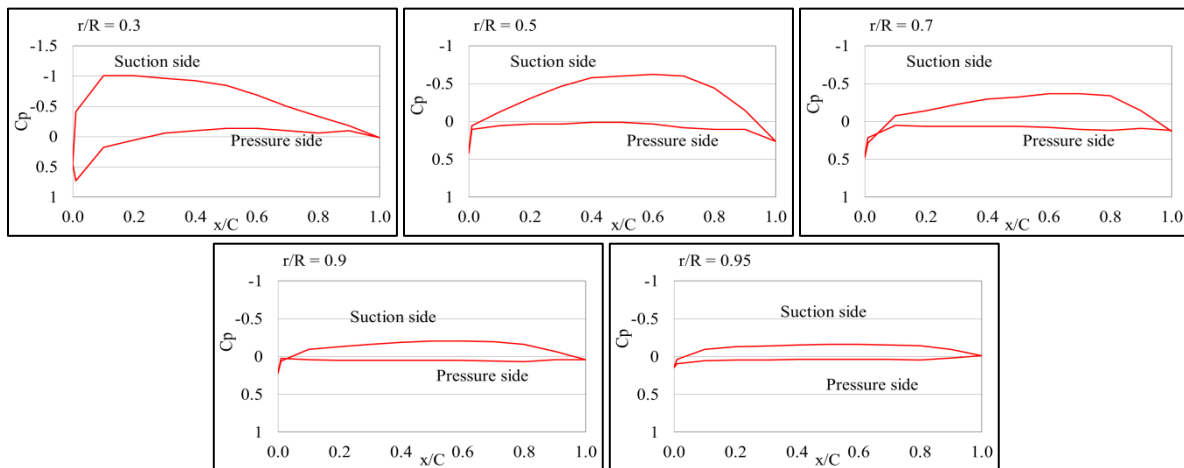 r/R = 0.3
-1.5
-1
-0.5
0
0.5
1
Cp
Suction side
Pressure side
0.0 0.2 0.4 0.6 0.8 1.0
x/C
r/R = 0.5
-1
-0.5
0
0.5
1
Cp
Suction side
Pressure side
0.0 0.2 0.4 0.6 0.8 1.0
x/C
r/R = 0.7
-1
-0.5
0
0.5
1
Cp
Suction side
Pressure side
0.0 0.2 0.4 0.6 0.8 1.0
x/C
r/R = 0.9
-1
-0.5
0
0.5
1
Cp
Suction side
Pressure side
0.0 0.2 0.4 0.6 0.8 1.0
x/C
r/R = 0.95
-1
-0.5
0
0.5
1
Cp
Suction side
Pressure side
0.0 0.2 0.4 0.6 0.8 1.0
x/C